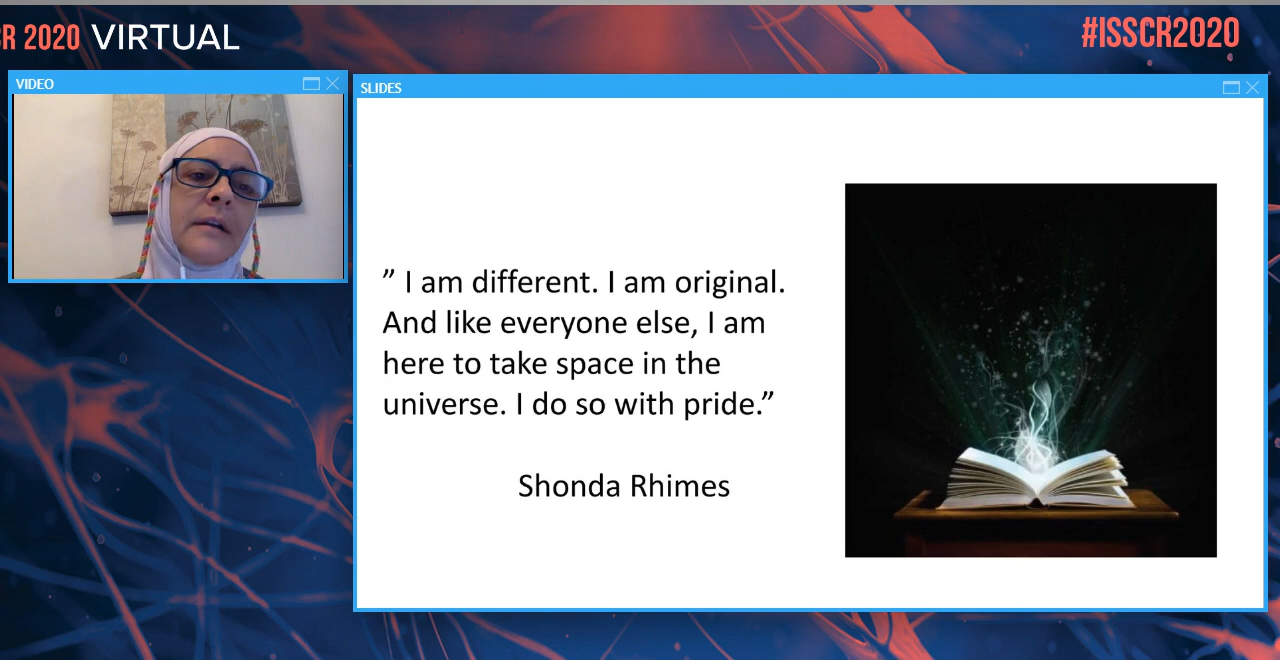 R 2020 VIRTUAL
#ISSCR2020
VIDEO
SLIDES
” I am different. I am original.
And like everyone else, I am
here to take space in the
universe. I do so with pride.”
Shonda Rhimes